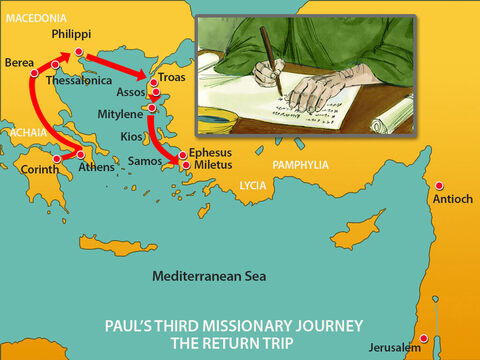 MACEDONIA
Philippi
Berea
Thessalonica
Troas
Assos
Mitylene
ACHAIA
Kios
Ephesus
Samos
Miletus
Corinth
Athens
PAMPHYLIA
LYCIA
Antioch
Mediterranean Sea
PAUL'S THIRD MISSIONARY JOURNEY
THE RETURN TRIP
Jerusalem